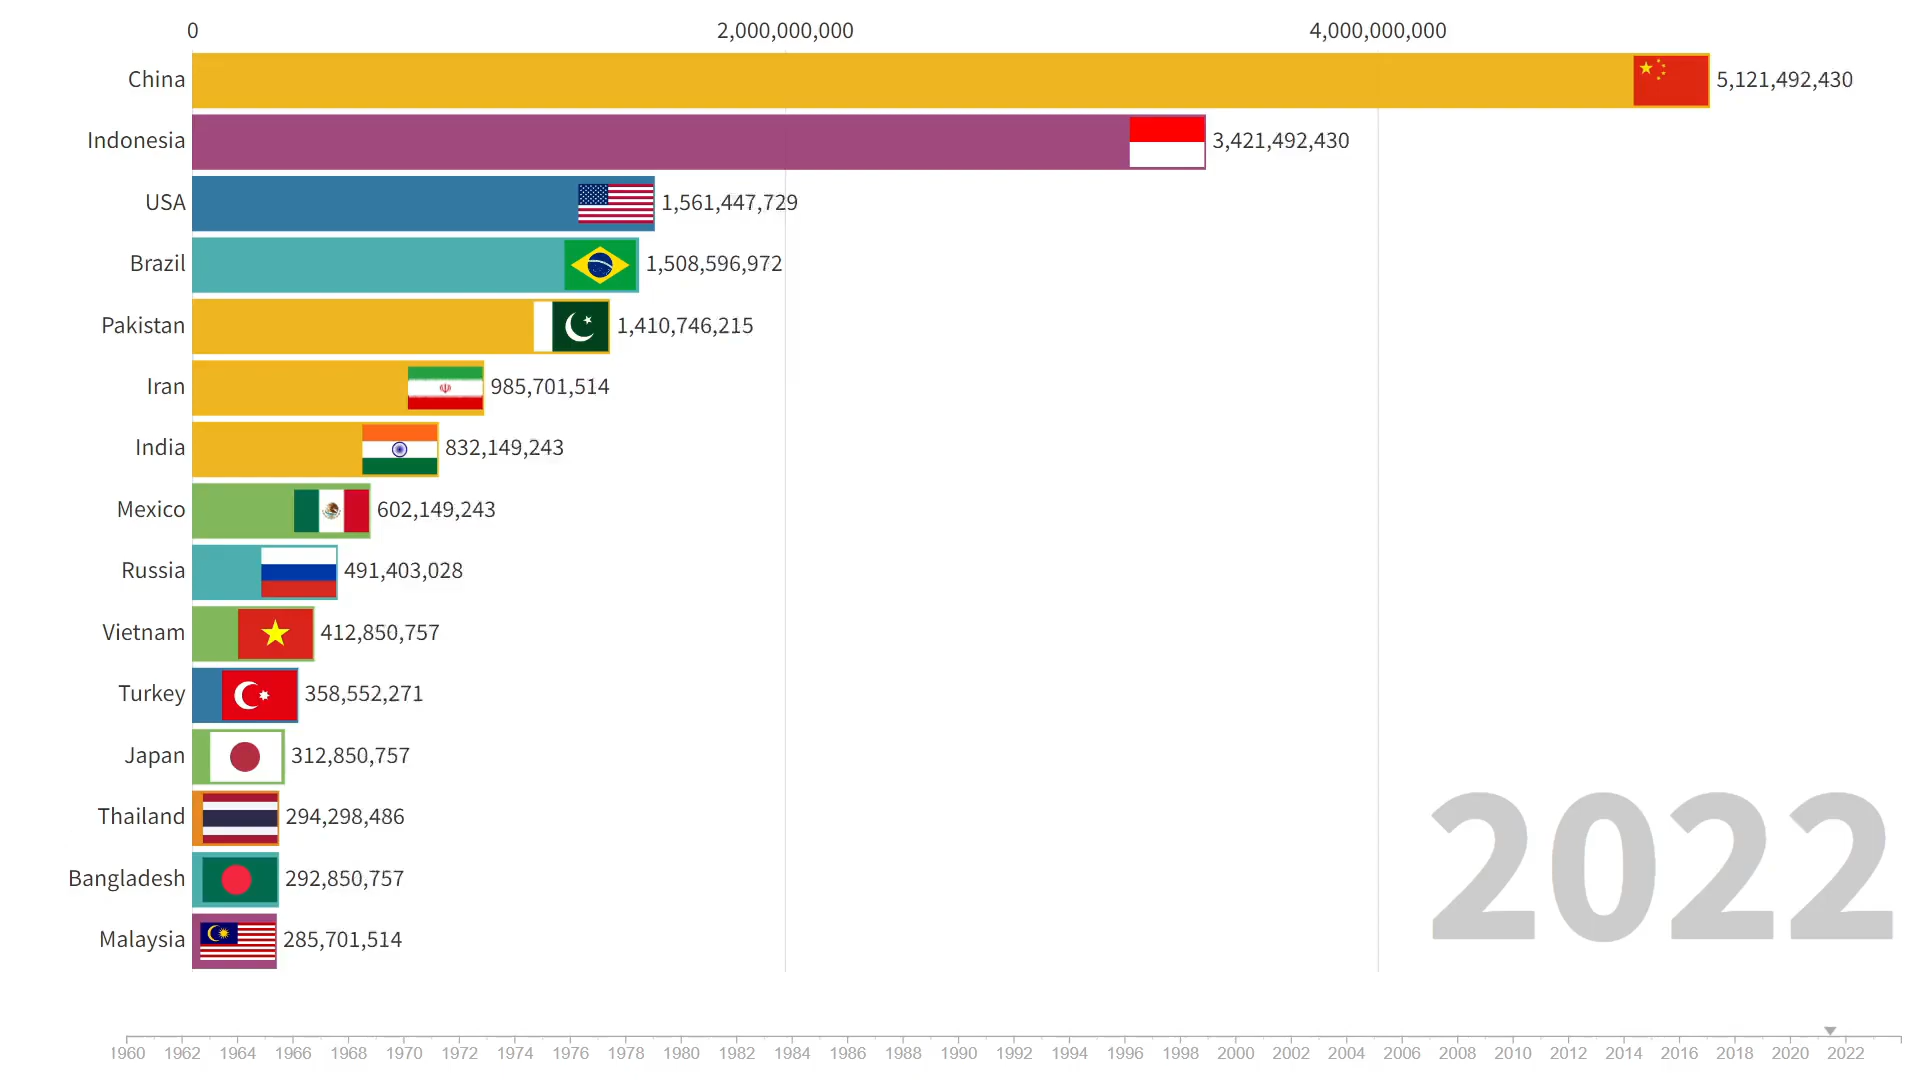 0 2,000,000,000 4,000,000,000
China 5,121,492,430
Indonesia 3,421,492,430
USA 1,561,447,729
Brazil 1,508,596,972
Pakistan 1,410,746,215
Iran 985,701,514
India 832,149,243
Mexico 602,149,243
Russia 491,403,028
Vietnam 412,850,757
Turkey 358,552,271
Japan 312,850,757
Thailand 294,298,486
Bangladesh 292,850,757
Malaysia 285,701,514
2022
1960 1962 1964 1966 1968 1970 1972 1974 1976 1978 1980 1982 1984 1986 1988 1990 1992 1994 1996 1998 2000 2002 2004 2006 2008 2010 2012 2014 2016 2018 2020 2022